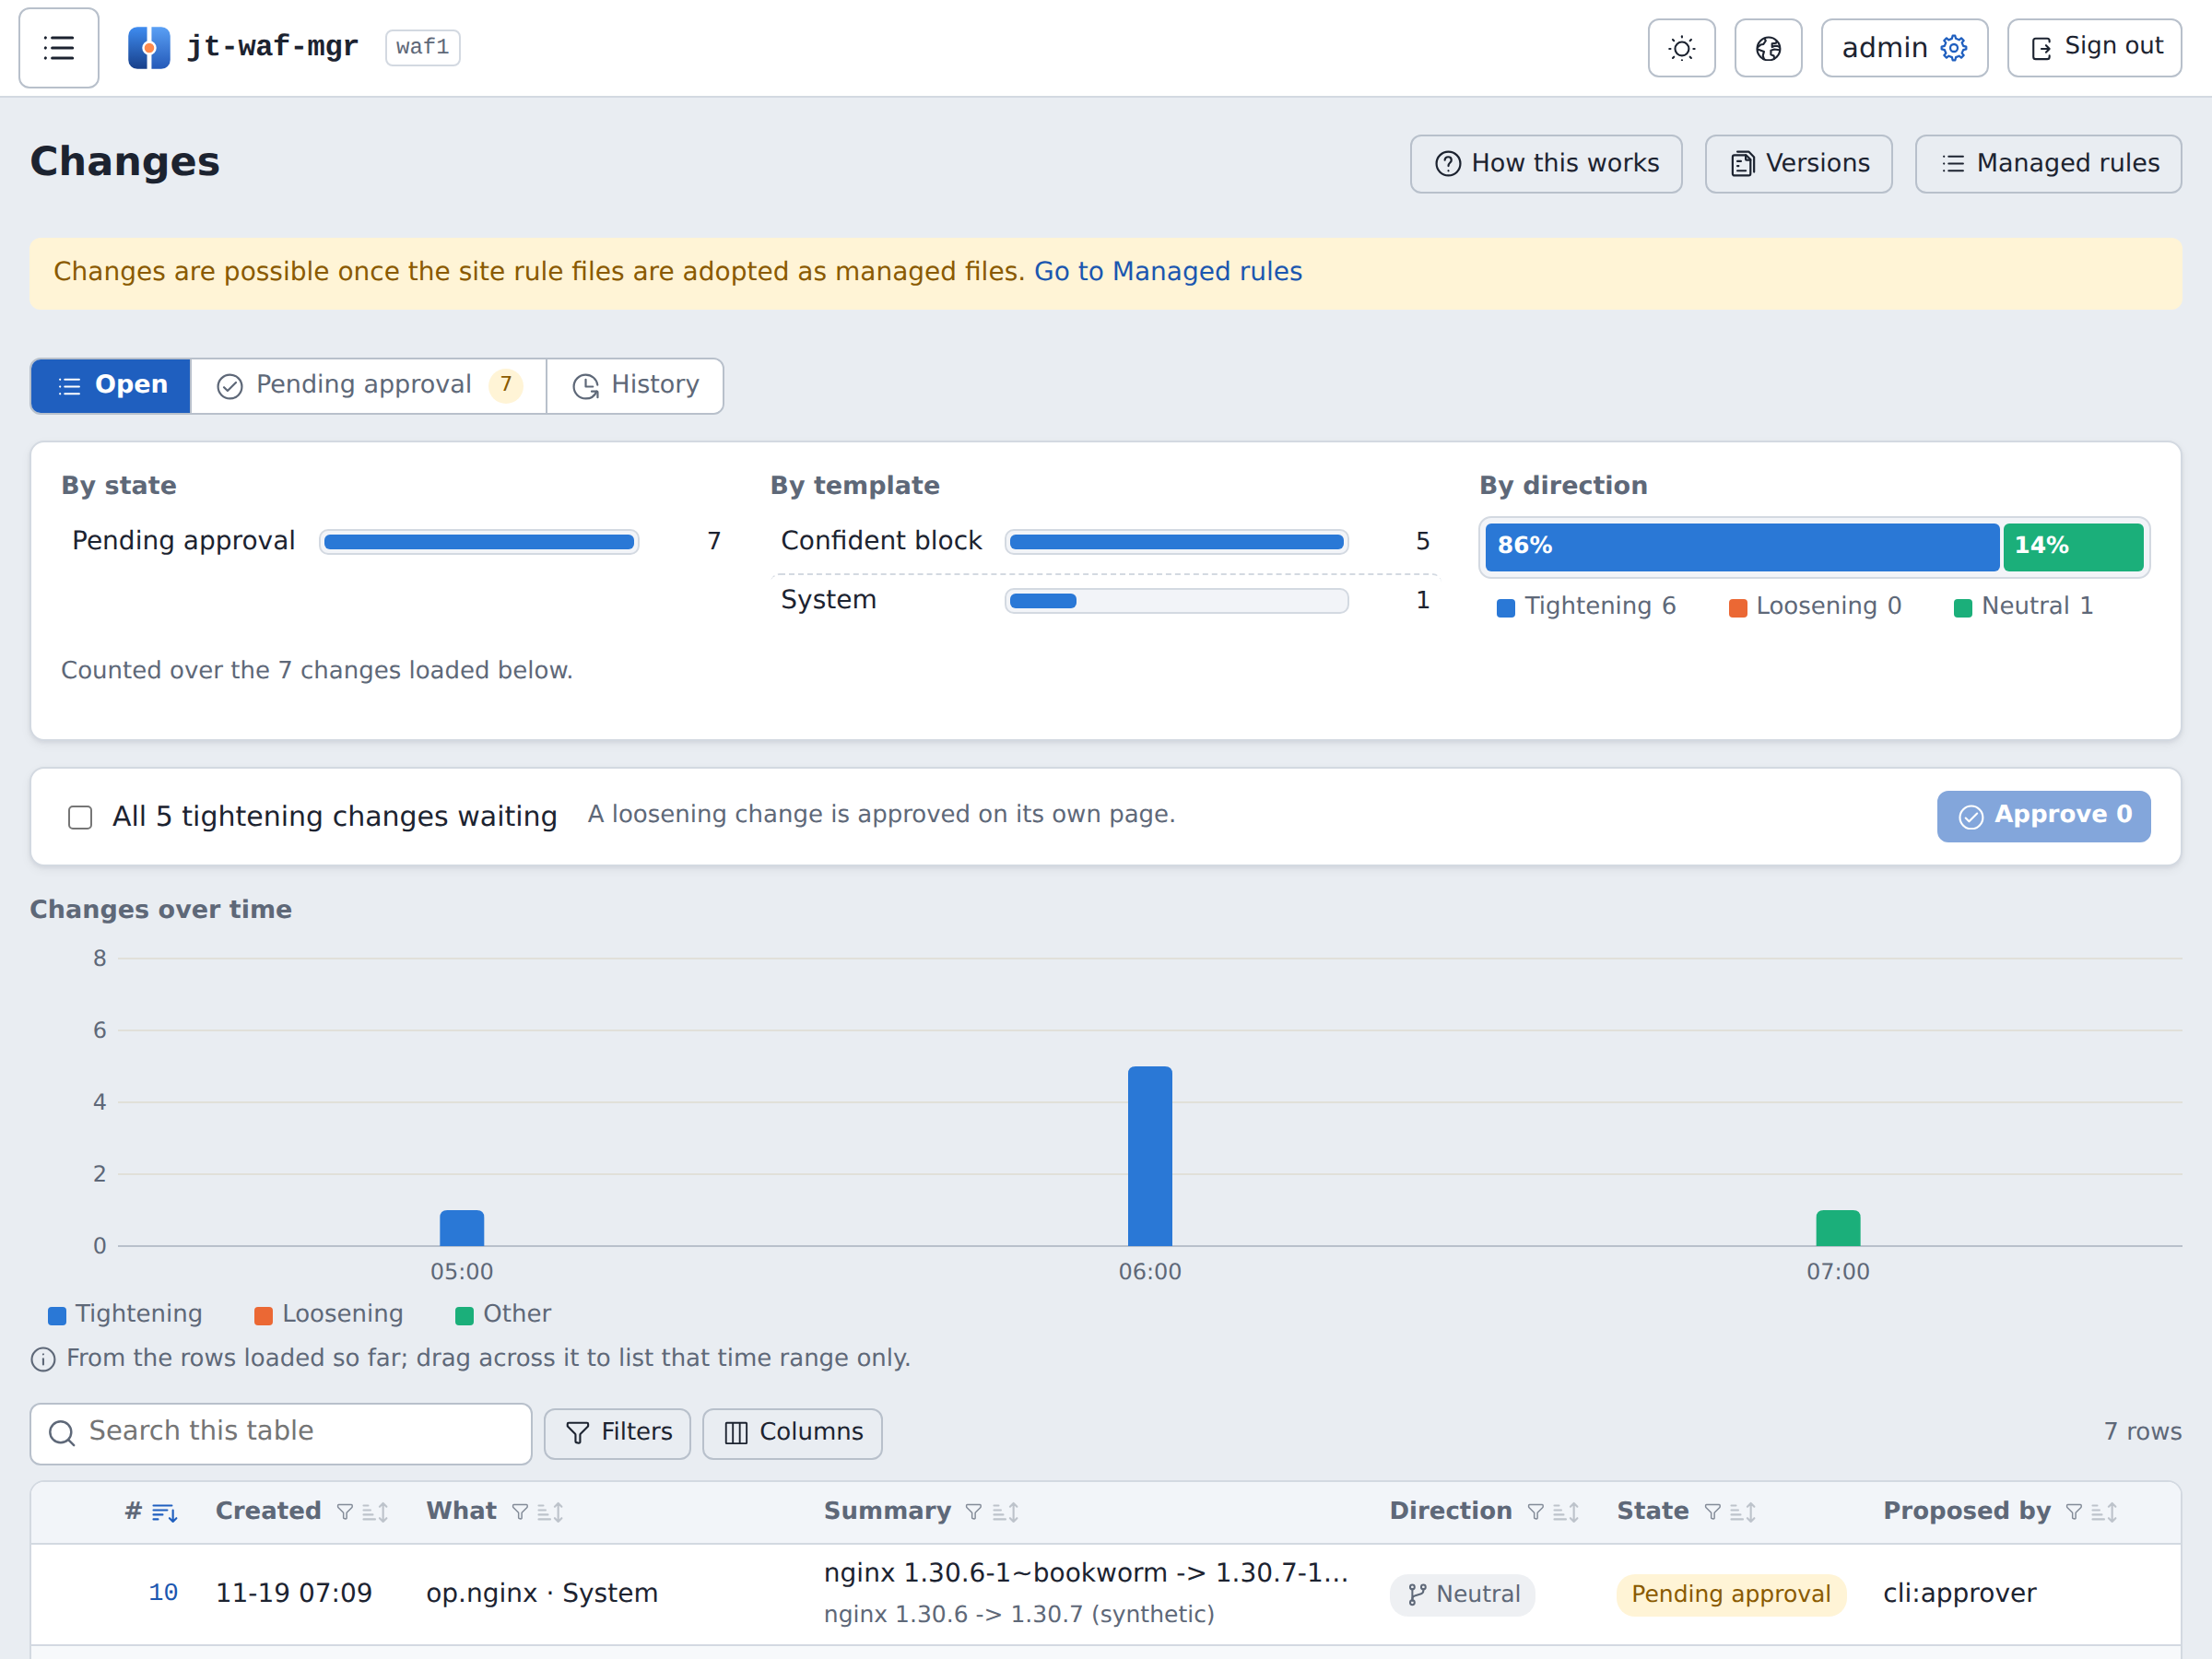 jt-waf-mgr waf1 admin Sign out
Changes How this works Versions Managed rules
Changes are possible once the site rule files are adopted as managed files. Go to Managed rules
Open Pending approval 7 History
By state By template By direction
Pending approval 7 Confident block 5 86% 14%
System 1 Tightening 6 Loosening 0 Neutral 1
Counted over the 7 changes loaded below.
All 5 tightening changes waiting A loosening change is approved on its own page. Approve 0
Changes over time
8
6
4
2
0
05:00 06:00 07:00
Tightening Loosening Other
From the rows loaded so far; drag across it to list that time range only.
Search this table Filters Columns 7 rows
# Created What Summary Direction State Proposed by
10 11-19 07:09 op.nginx · System nginx 1.30.6-1~bookworm -> 1.30.7-1... Neutral Pending approval cli:approver
nginx 1.30.6 -> 1.30.7 (synthetic)